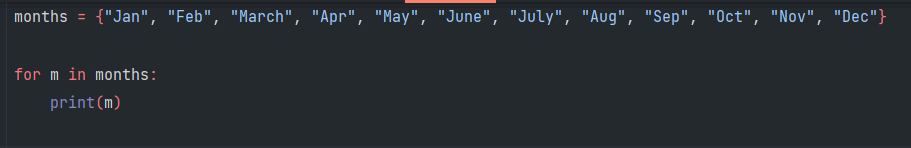 months = {"Jan", "Feb", "March", "Apr", "May", "June", "July", "Aug", "Sep", "Oct", "Nov", "Dec"}
for m in months:
    print(m)